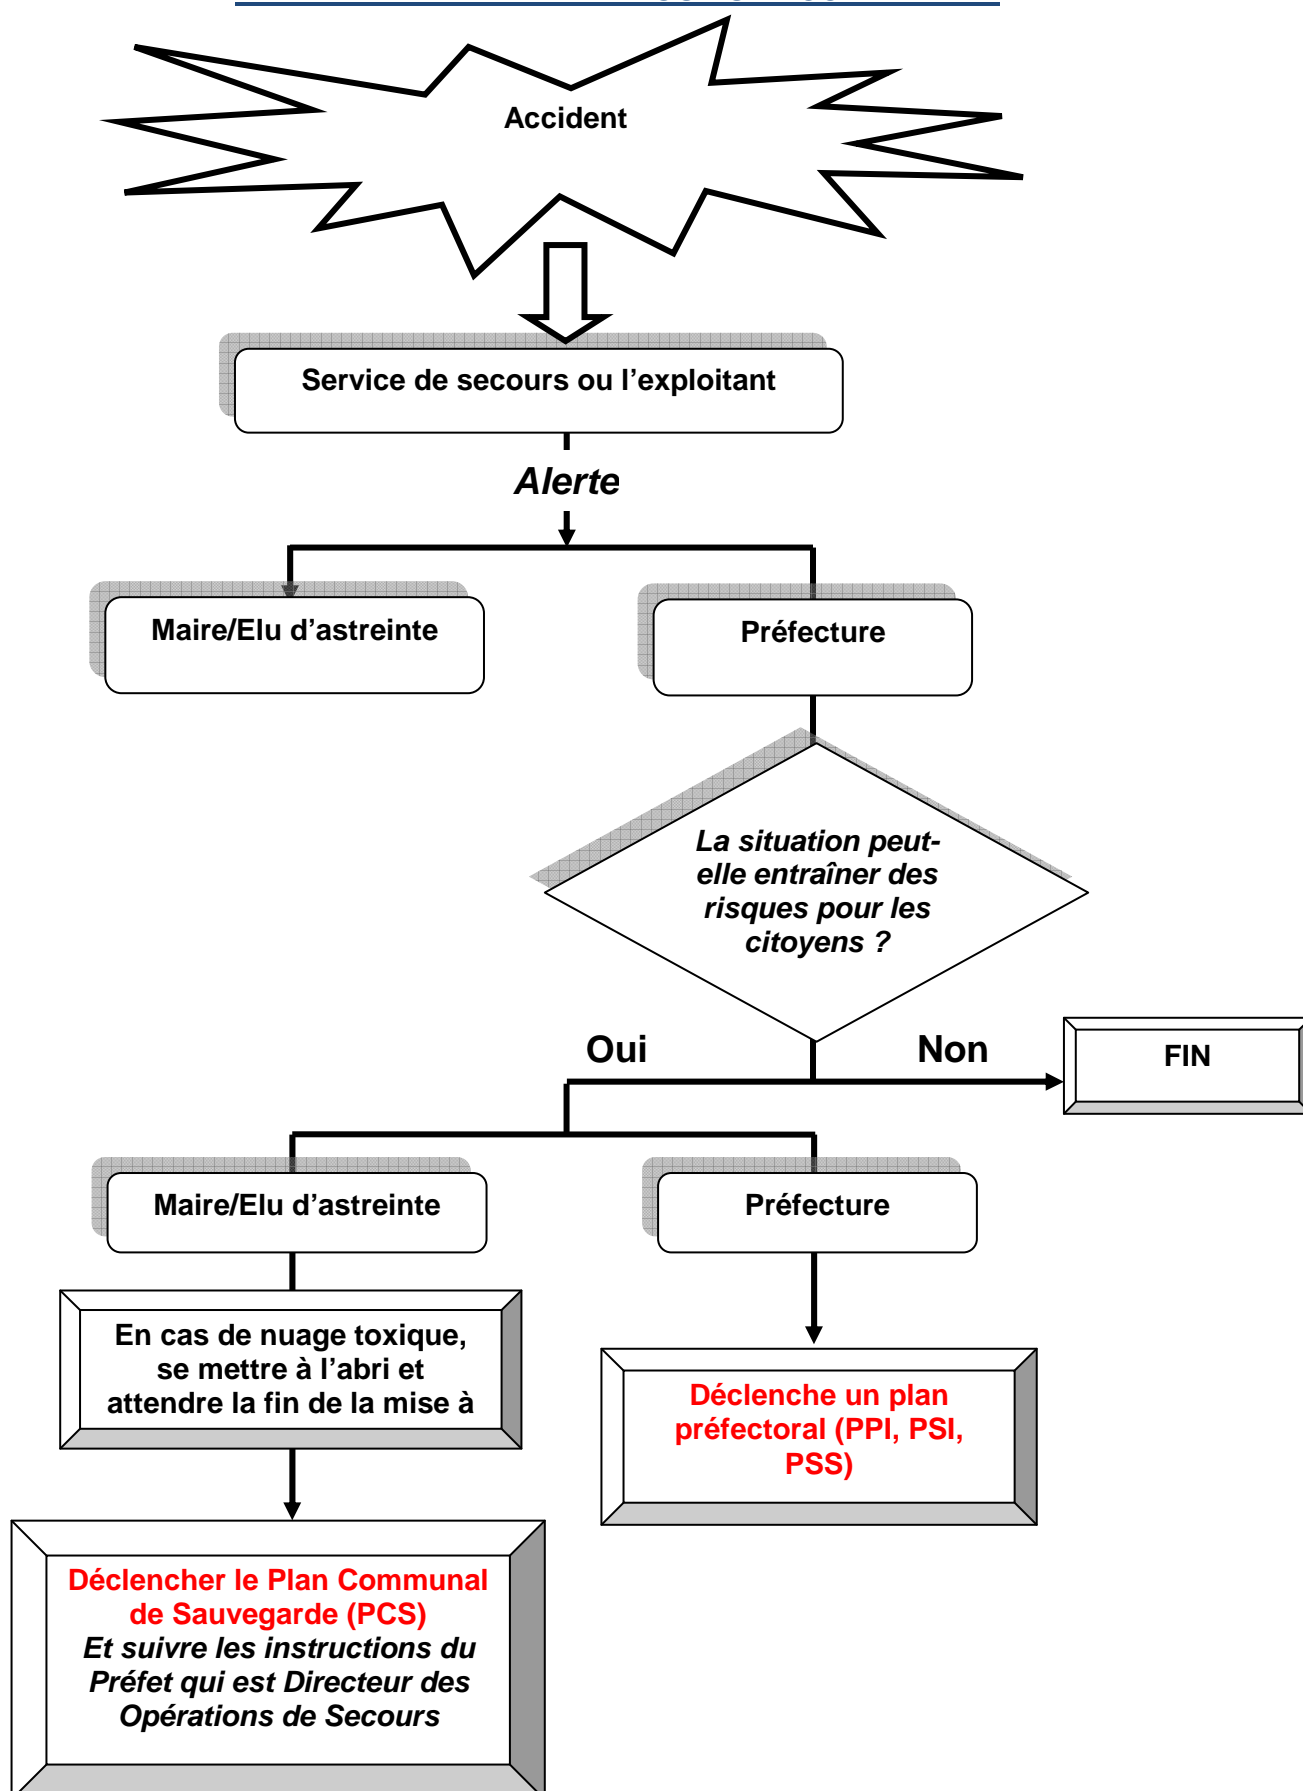 Accident
Service de secours ou l’exploitant
Alerte
Maire/Elu d’astreinte
Préfecture
La situation peut-
elle entraîner des
risques pour les
citoyens ?
Oui
Non
FIN
Maire/Elu d’astreinte
Préfecture
En cas de nuage toxique,
se mettre à l’abri et
attendre la fin de la mise à
Déclenche un plan
préfectoral (PPI, PSI,
PSS)
Déclencher le Plan Communal
de Sauvegarde (PCS)
Et suivre les instructions du
Préfet qui est Directeur des
Opérations de Secours